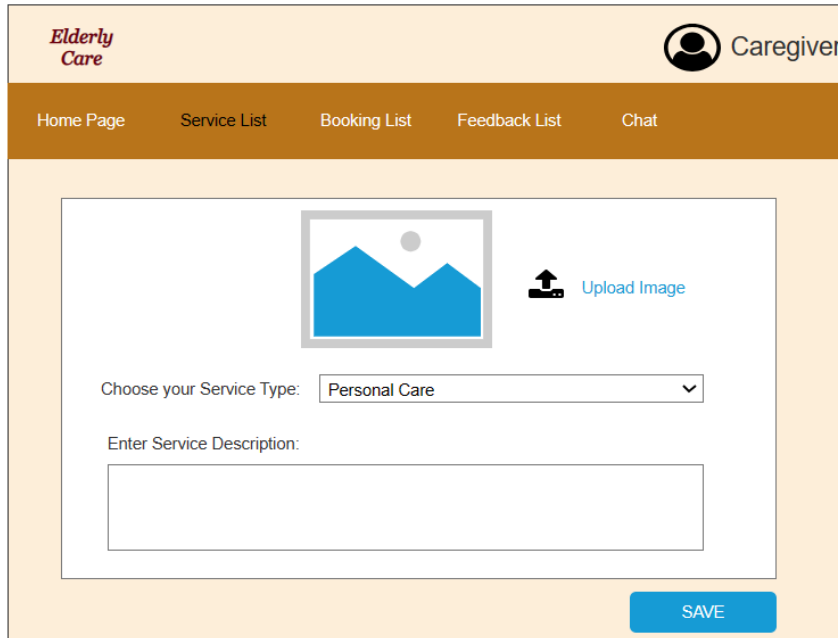 Elderly
Care
Caregiver
Home Page Service List Booking List Feedback List Chat
Upload Image
Choose your Service Type: Personal Care
Enter Service Description:
SAVE